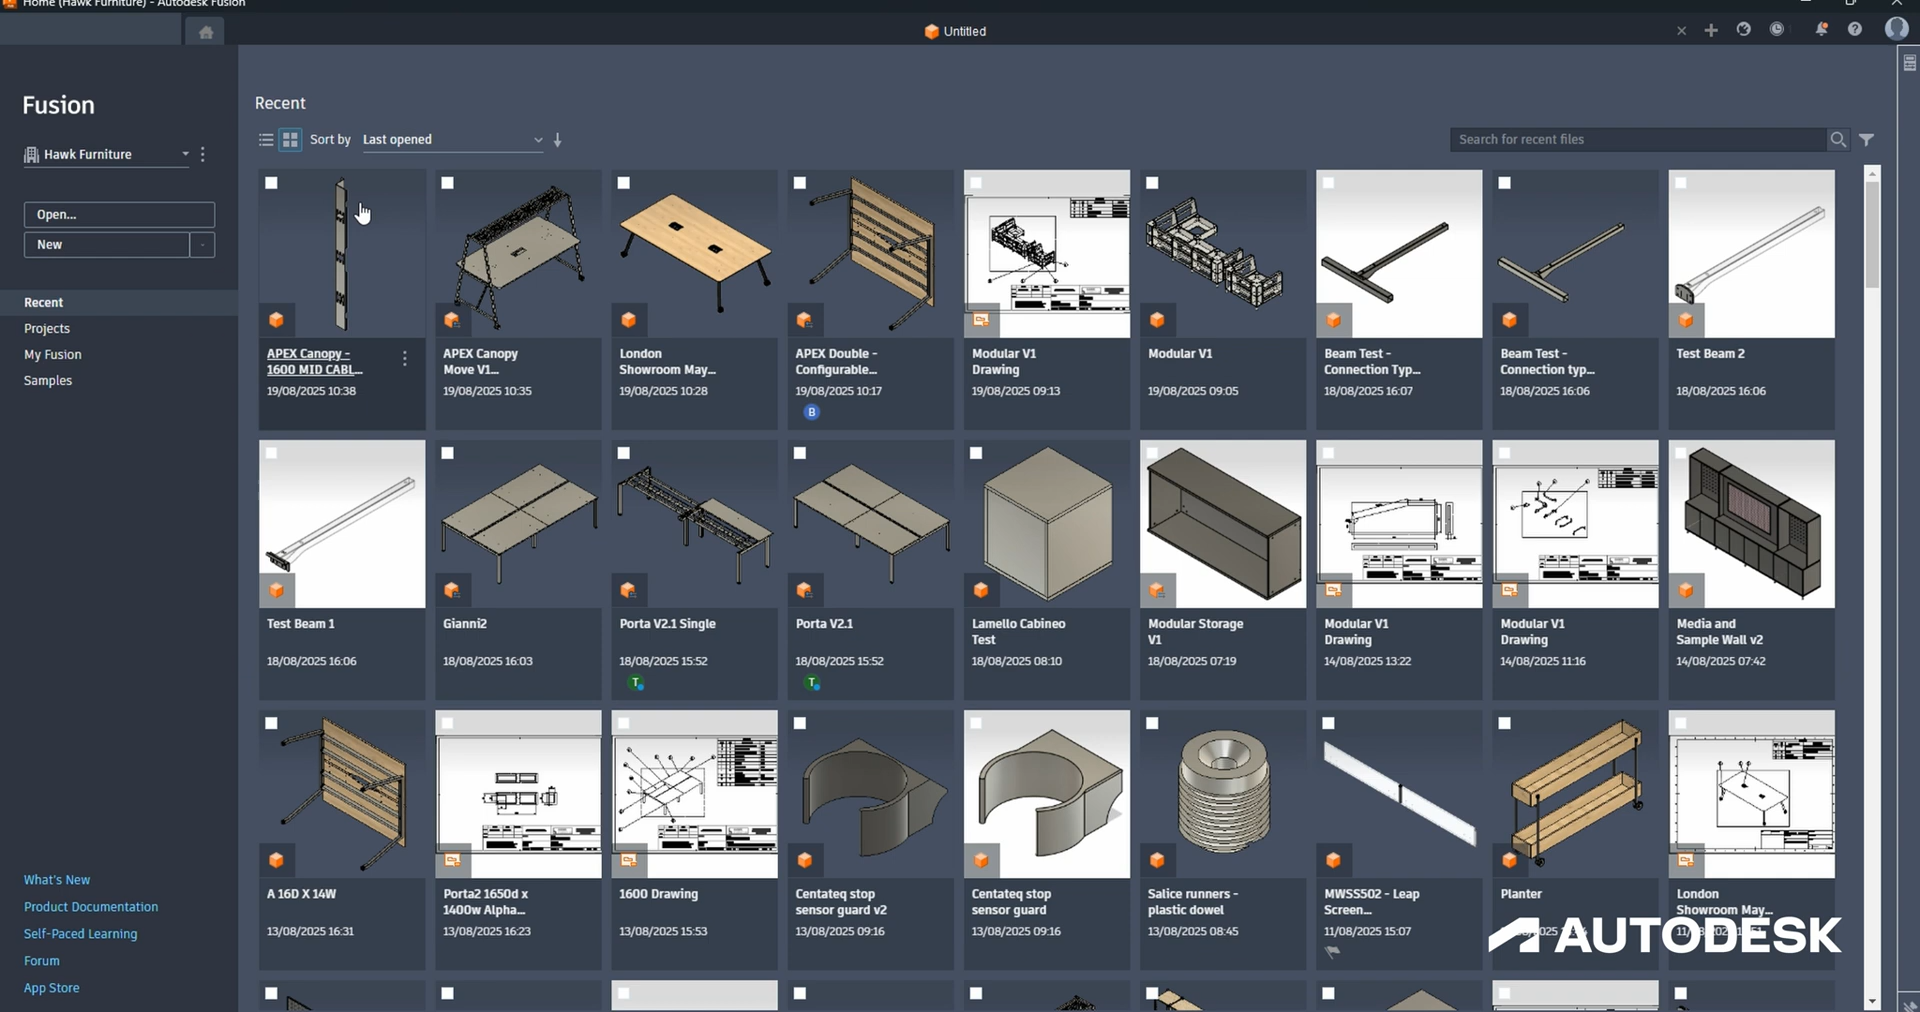 Home (Hawk Furniture) - Autodesk Fusion
Untitled
Fusion
Hawk Furniture
Open...
New
Recent
Projects
My Fusion
Samples
What's New
Product Documentation
Self-Paced Learning
Forum
App Store
Recent
Sort by
Last opened
Search for recent files
APEX Canopy -
1600 MID CABL...
19/08/2025 10:38
APEX Canopy
Move V1...
19/08/2025 10:35
London
Showroom May...
19/08/2025 10:28
APEX Double -
Configurable...
19/08/2025 10:17
B
Modular V1
Drawing
19/08/2025 09:13
Modular V1
19/08/2025 09:05
Beam Test -
Connection Typ...
18/08/2025 16:07
Beam Test -
Connection typ...
18/08/2025 16:06
Test Beam 2
18/08/2025 16:06
Test Beam 1
18/08/2025 16:06
Gianni2
18/08/2025 16:03
Porta V2.1 Single
18/08/2025 15:52
T
Porta V2.1
18/08/2025 15:52
T
Lamello Cabineo
Test
18/08/2025 08:10
Modular Storage
V1
18/08/2025 07:19
Modular V1
Drawing
14/08/2025 13:22
Modular V1
Drawing
14/08/2025 11:16
Media and
Sample Wall v2
14/08/2025 07:42
A 16D X 14W
13/08/2025 16:31
Porta2 1650d x
1400w Alpha...
13/08/2025 16:23
1600 Drawing
13/08/2025 15:53
Centateq stop
sensor guard v2
13/08/2025 09:16
Centateq stop
sensor guard
13/08/2025 09:16
Salice runners -
plastic dowel
13/08/2025 08:45
MWSS502 - Leap
Screen...
11/08/2025 15:07
Planter
London
Showroom May...
AUTODESK